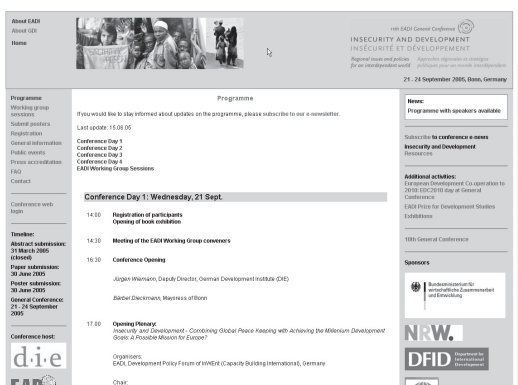 About EADI
About GDI
Home
11th EADI General Conference
INSECURITY AND DEVELOPMENT
INSÉCURITÉ ET DÉVELOPPEMENT
Regional issues and policies
for an interdependent world
Approches régionales et stratégies
politiques pour un monde interdépendant
21 - 24 September 2005, Bonn, Germany
Programme
Working group
sessions
Submit posters
Registration
General information
Public events
Press accreditation
FAQ
Contact
Conference web
login
Timeline:
Abstract submission:
31 March 2005
(closed)
Paper submission:
30 June 2005
Poster submission:
30 June 2005
General Conference:
21 - 24 September
2005
Conference host:
d·i·e
EADI
Programme
If you would like to stay informed about updates on the programme, please subscribe to our e-newsletter.
Last update: 15.08.05
Conference Day 1
Conference Day 2
Conference Day 3
Conference Day 4
EADI Working Group Sessions
Conference Day 1: Wednesday, 21 Sept.
14:00 Registration of participants
Opening of book exhibition
14:30 Meeting of the EADI Working Group conveners
16:30 Conference Opening
Jürgen Wiemann, Deputy Director, German Development Institute (DIE)
Bärbel Dieckmann, Mayoress of Bonn
17:00 Opening Plenary:
Insecurity and Development – Combining Global Peace Keeping with Achieving the Millenium Development
Goals: A Possible Mission for Europe?
Organisers:
EADI, Development Policy Forum of InWEnt (Capacity Building International), Germany
Chair:
News:
Programme with speakers available
Subscribe to conference e-news
Insecurity and Development
Resources
Additional activities:
European Development Co-operation to
2010: EDC2010 day at General
Conference
EADI Prize for Development Studies
Exhibitions
10th General Conference
Sponsors
Bundesministerium für
wirtschaftliche Zusammenarbeit
und Entwicklung
NRW.
DFID Department for
International
Development